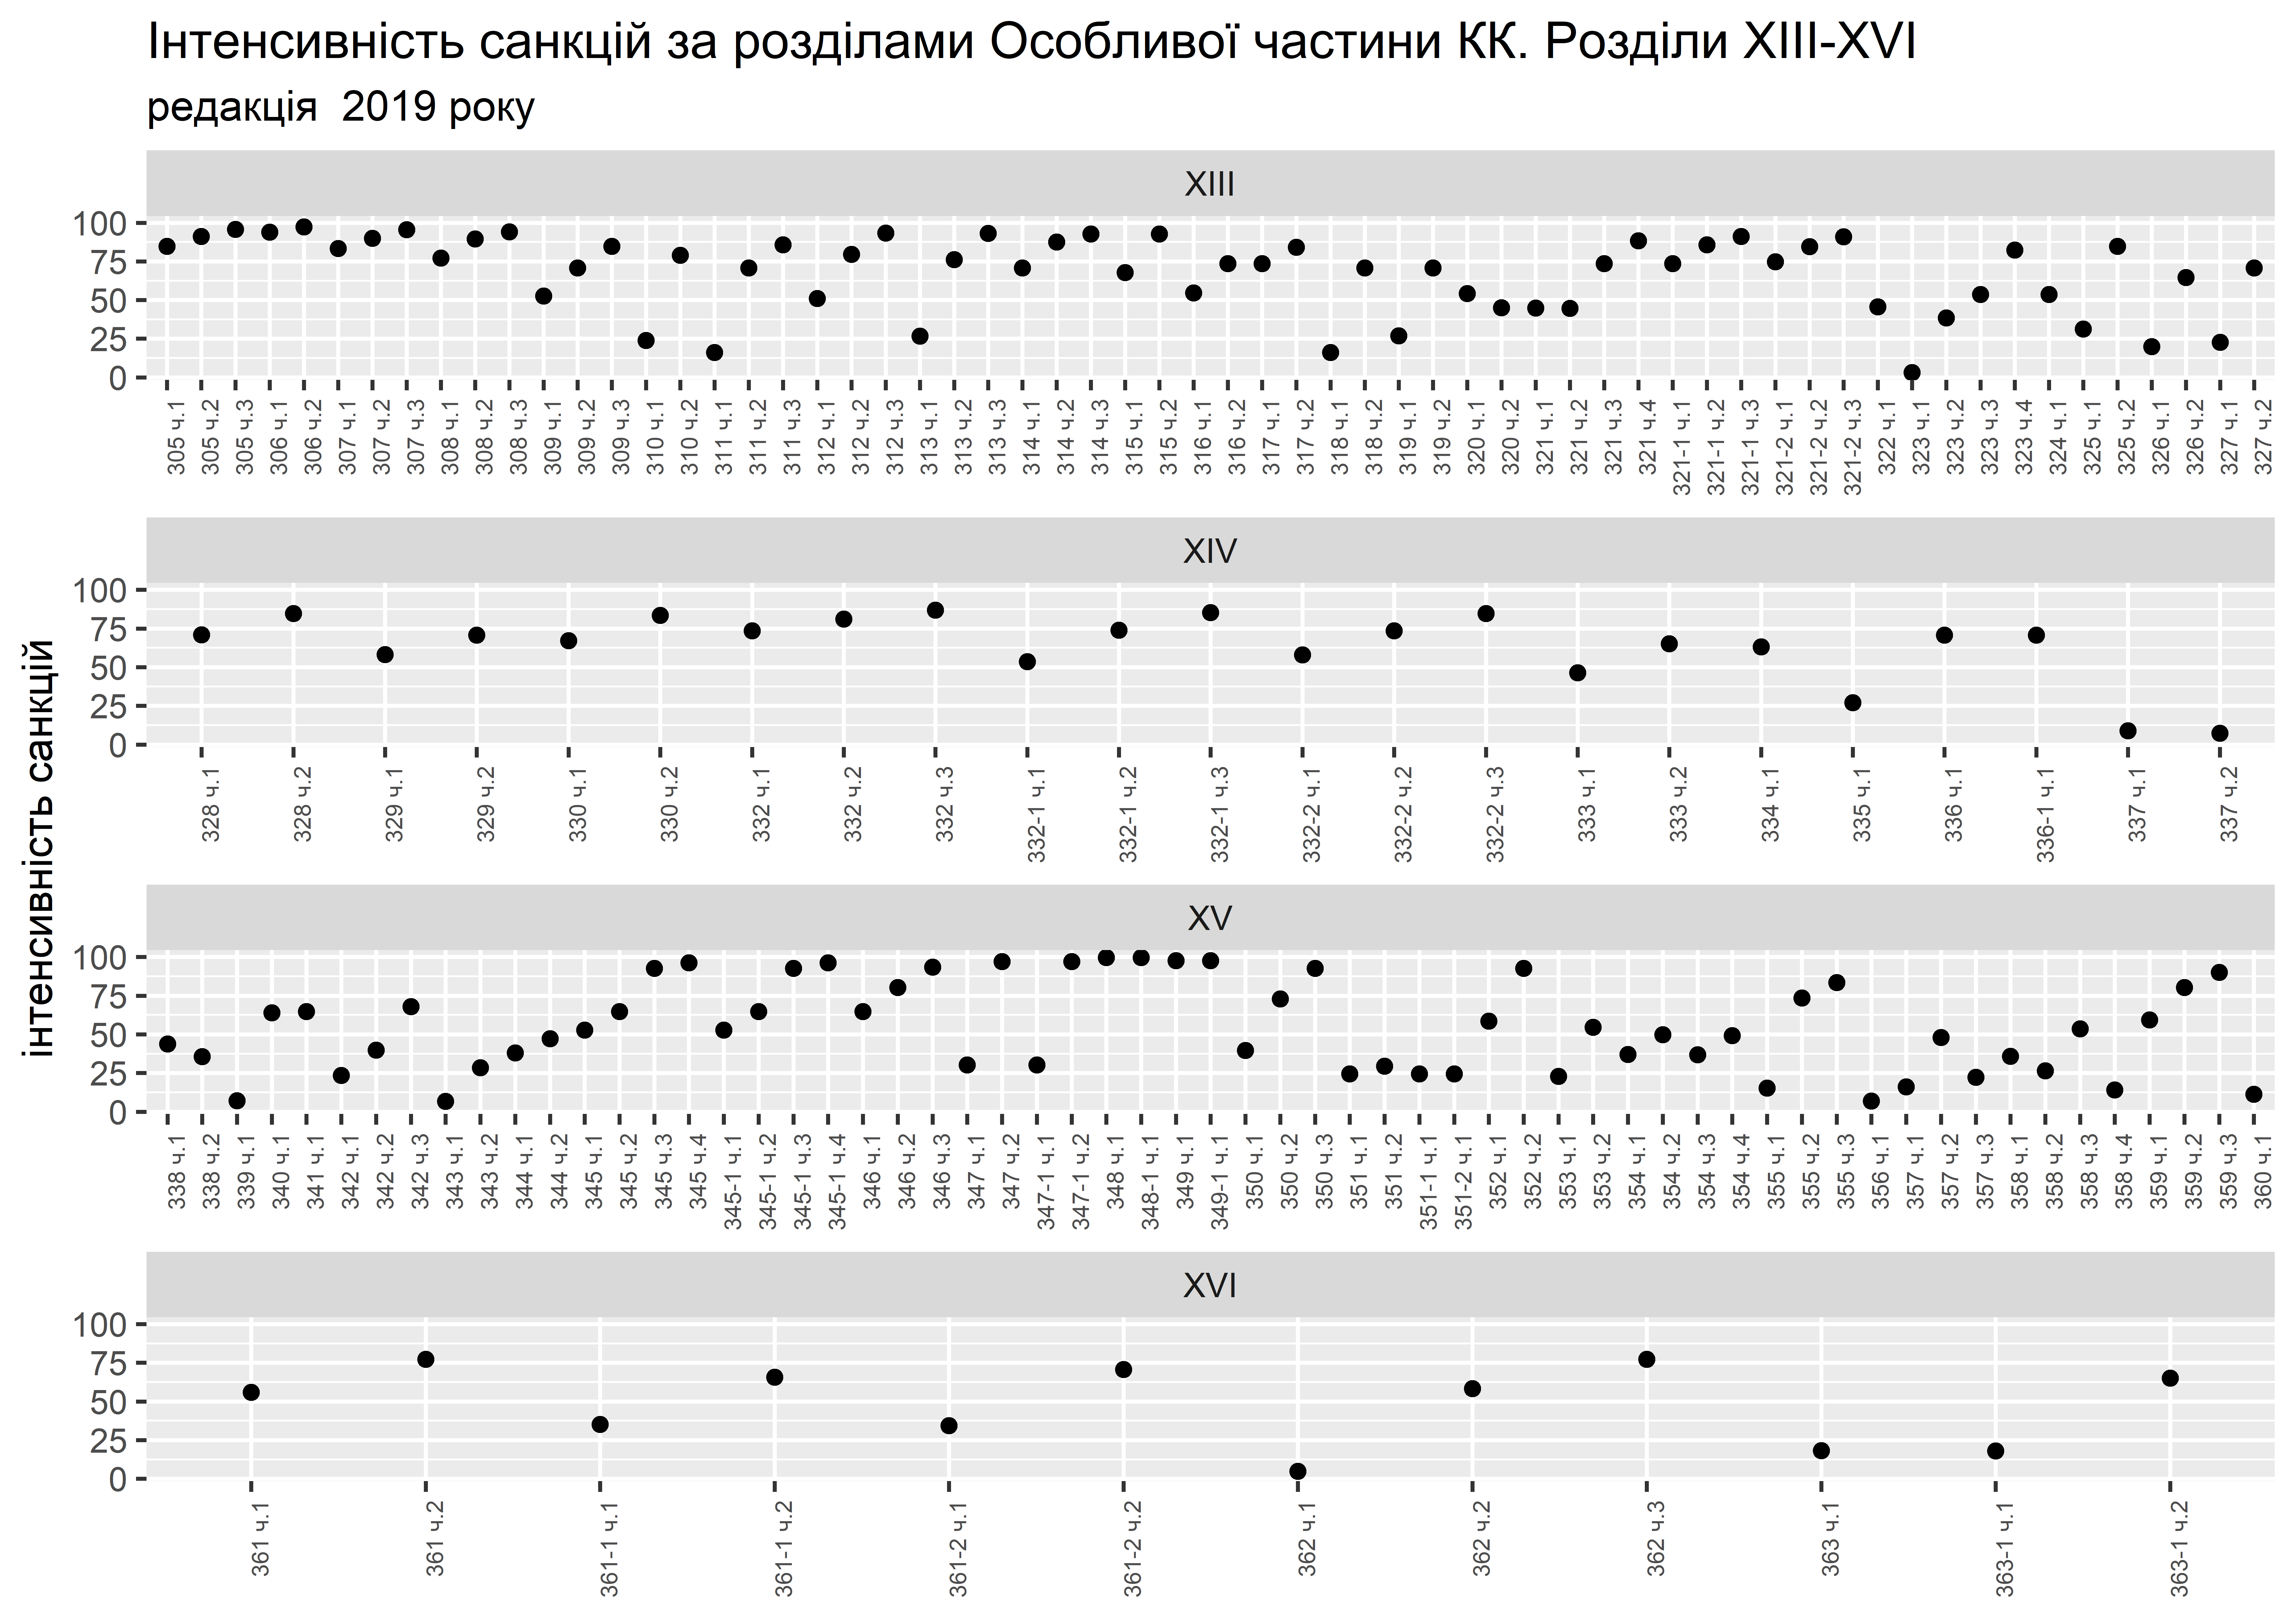 Інтенсивність санкцій за розділами Особливої частини КК. Розділи XIII-XVI
редакція  2019 року
інтенсивність санкцій
XIII
100
75
50
25
0
305 ч.1
305 ч.2
305 ч.3
306 ч.1
306 ч.2
307 ч.1
307 ч.2
307 ч.3
308 ч.1
308 ч.2
308 ч.3
309 ч.1
309 ч.2
309 ч.3
310 ч.1
310 ч.2
311 ч.1
311 ч.2
311 ч.3
312 ч.1
312 ч.2
312 ч.3
313 ч.1
313 ч.2
313 ч.3
314 ч.1
314 ч.2
314 ч.3
315 ч.1
315 ч.2
316 ч.1
316 ч.2
317 ч.1
317 ч.2
318 ч.1
318 ч.2
319 ч.1
319 ч.2
320 ч.1
320 ч.2
321 ч.1
321 ч.2
321 ч.3
321 ч.4
321-1 ч.1
321-1 ч.2
321-1 ч.3
321-2 ч.1
321-2 ч.2
321-2 ч.3
322 ч.1
323 ч.1
323 ч.2
323 ч.3
323 ч.4
324 ч.1
325 ч.1
325 ч.2
326 ч.1
326 ч.2
327 ч.1
327 ч.2
XIV
100
75
50
25
0
328 ч.1
328 ч.2
329 ч.1
329 ч.2
330 ч.1
330 ч.2
332 ч.1
332 ч.2
332 ч.3
332-1 ч.1
332-1 ч.2
332-1 ч.3
332-2 ч.1
332-2 ч.2
332-2 ч.3
333 ч.1
333 ч.2
334 ч.1
335 ч.1
336 ч.1
336-1 ч.1
337 ч.1
337 ч.2
XV
100
75
50
25
0
338 ч.1
338 ч.2
339 ч.1
340 ч.1
341 ч.1
342 ч.1
342 ч.2
342 ч.3
343 ч.1
343 ч.2
344 ч.1
344 ч.2
345 ч.1
345 ч.2
345 ч.3
345 ч.4
345-1 ч.1
345-1 ч.2
345-1 ч.3
345-1 ч.4
346 ч.1
346 ч.2
346 ч.3
347 ч.1
347 ч.2
347-1 ч.1
347-1 ч.2
348 ч.1
348-1 ч.1
349 ч.1
349-1 ч.1
350 ч.1
350 ч.2
350 ч.3
351 ч.1
351 ч.2
351-1 ч.1
351-2 ч.1
352 ч.1
352 ч.2
353 ч.1
353 ч.2
354 ч.1
354 ч.2
354 ч.3
354 ч.4
355 ч.1
355 ч.2
355 ч.3
356 ч.1
357 ч.1
357 ч.2
357 ч.3
358 ч.1
358 ч.2
358 ч.3
358 ч.4
359 ч.1
359 ч.2
359 ч.3
360 ч.1
XVI
100
75
50
25
0
361 ч.1
361 ч.2
361-1 ч.1
361-1 ч.2
361-2 ч.1
361-2 ч.2
362 ч.1
362 ч.2
362 ч.3
363 ч.1
363-1 ч.1
363-1 ч.2